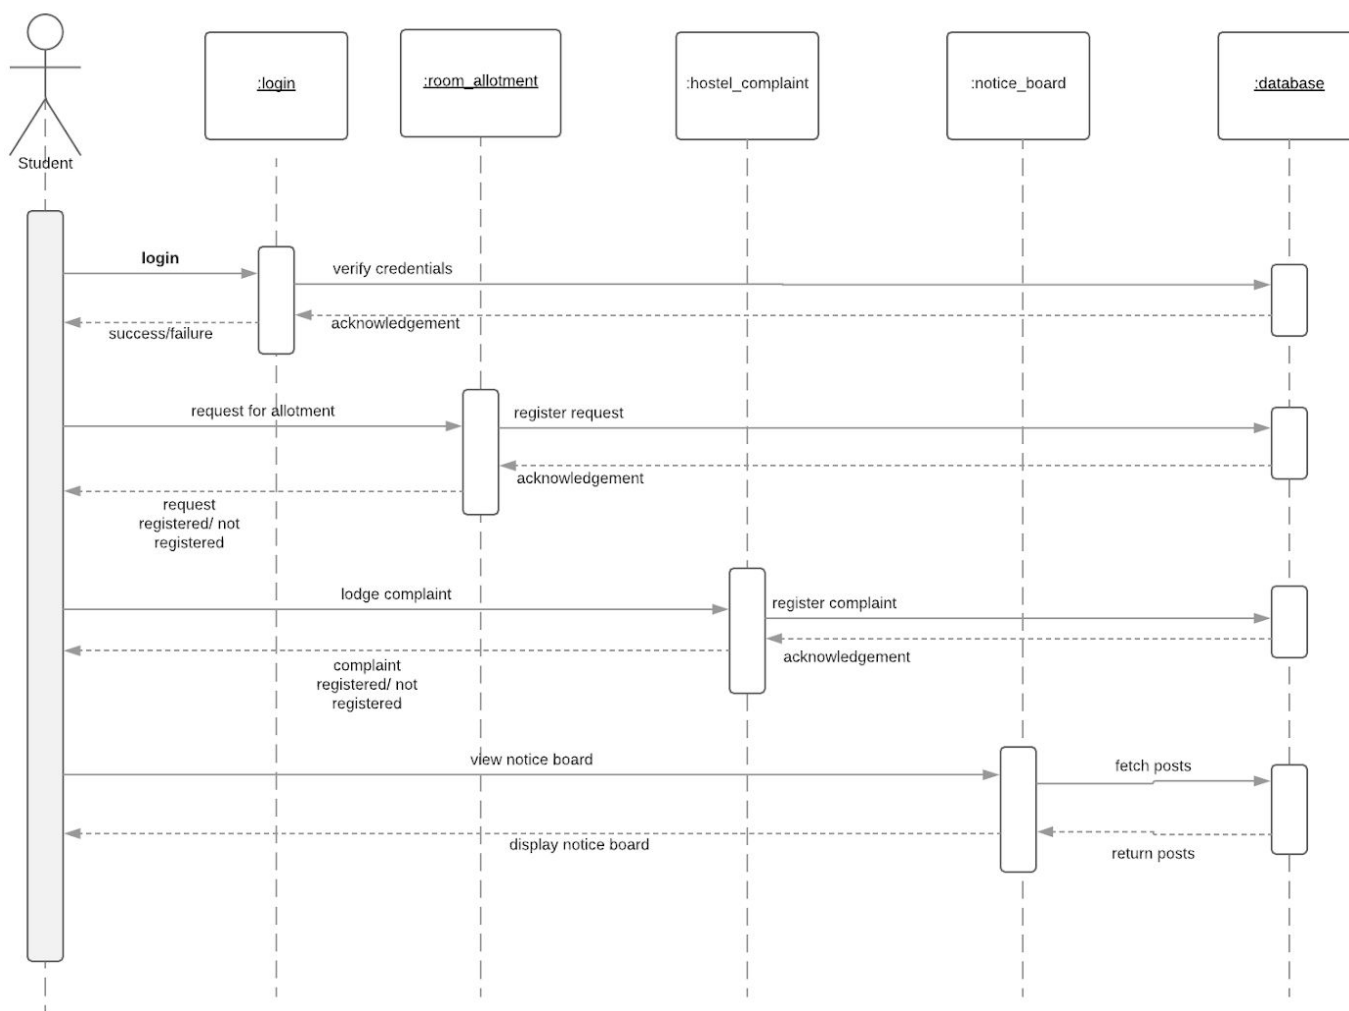 :login
:room_allotment
:hostel_complaint
:notice_board
:database
Student
login
verify credentials
acknowledgement
success/failure
request for allotment
register request
acknowledgement
request
registered/ not
registered
lodge complaint
register complaint
acknowledgement
complaint
registered/ not
registered
view notice board
fetch posts
display notice board
return posts